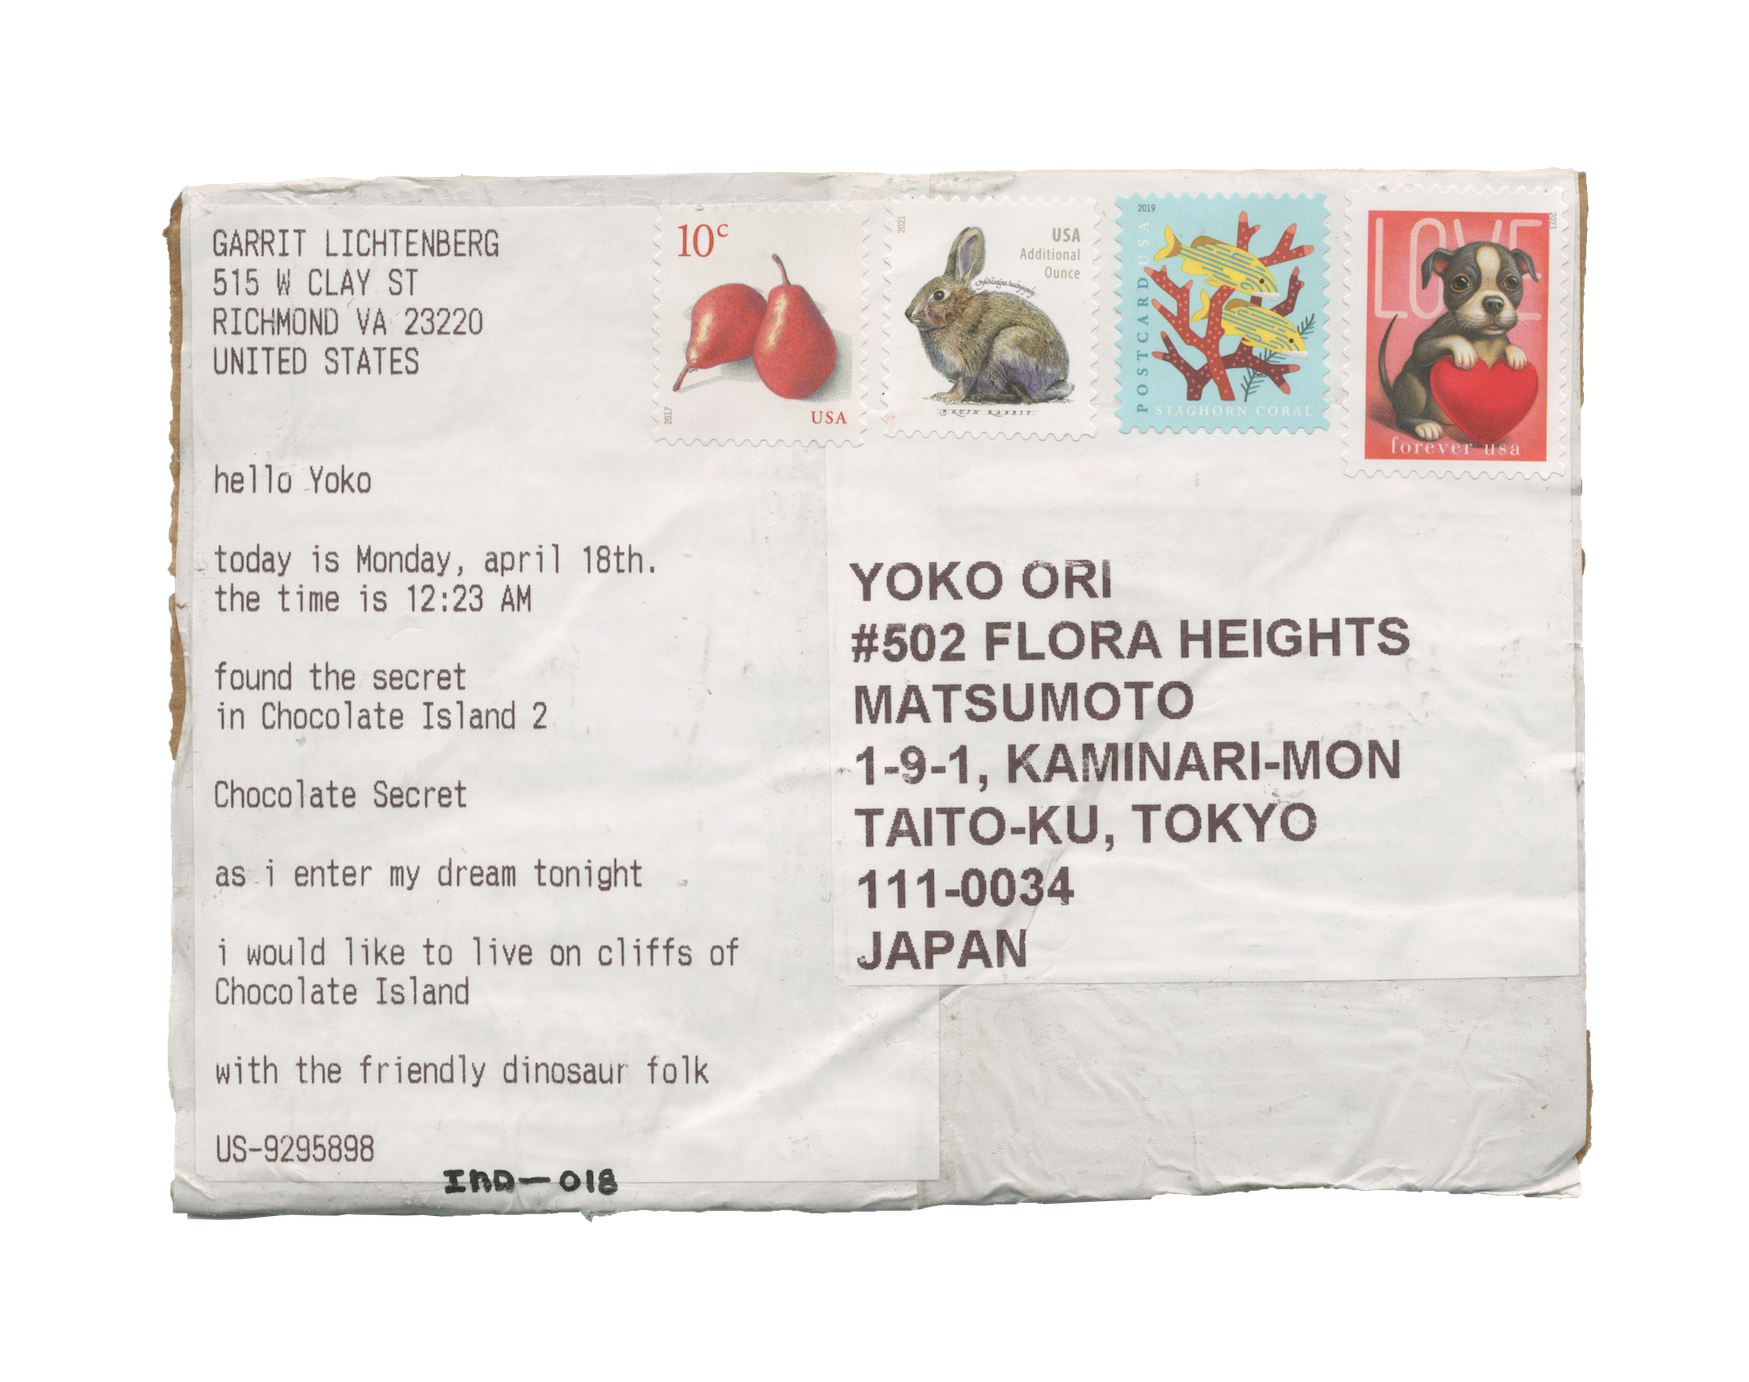 GARRIT LICHTENBERG
515 W CLAY ST
RICHMOND VA 23220
UNITED STATES
10c
2017
USA
2021
USA
Additional
Ounce
BRUSH RABBIT
2019
POSTCARD USA
STAGHORN CORAL
LOVE
2023
forever usa
hello Yoko
today is Monday, april 18th.
the time is 12:23 AM
found the secret
in Chocolate Island 2
Chocolate Secret
as i enter my dream tonight
i would like to live on cliffs of
Chocolate Island
with the friendly dinosaur folk
US-9295898
IND-018
YOKO ORI
#502 FLORA HEIGHTS
MATSUMOTO
1-9-1, KAMINARI-MON
TAITO-KU, TOKYO
111-0034
JAPAN